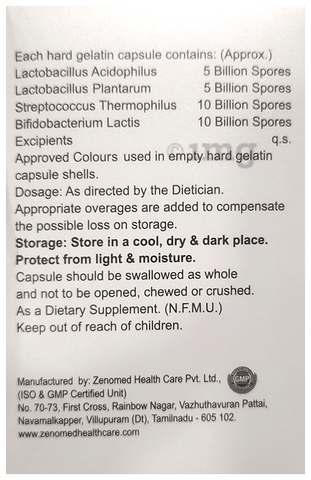 Each hard gelatin capsule contains: (Approx.)
Lactobacillus Acidophilus 5 Billion Spores
Lactobacillus Plantarum 5 Billion Spores
Streptococcus Thermophilus 10 Billion Spores
Bifidobacterium Lactis 10 Billion Spores
Excipients q.s.
Approved Colours used in empty hard gelatin
capsule shells.
Dosage: As directed by the Dietician.
Appropriate overages are added to compensate
the possible loss on storage.
Storage: Store in a cool, dry & dark place.
Protect from light & moisture.
Capsule should be swallowed as whole
and not to be opened, chewed or crushed.
As a Dietary Supplement. (N.F.M.U.)
Keep out of reach of children.
Manufactured by: Zenomed Health Care Pvt. Ltd.,
GMP
(ISO & GMP Certified Unit)
No. 70-73, First Cross, Rainbow Nagar, Vazhuthavuran Pattai,
Navamalkapper, Villupuram (Dt), Tamilnadu - 605 102.
www.zenomedhealthcare.com
1mg